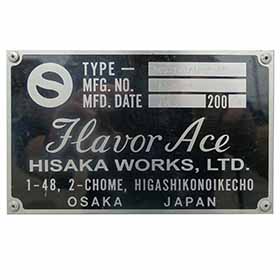 TYPE —
MFG. NO.
MFD. DATE 200
Flavor Ace
HISAKA WORKS, LTD.
1-48, 2-CHOME, HIGASHIKONOIKECHO
OSAKA JAPAN